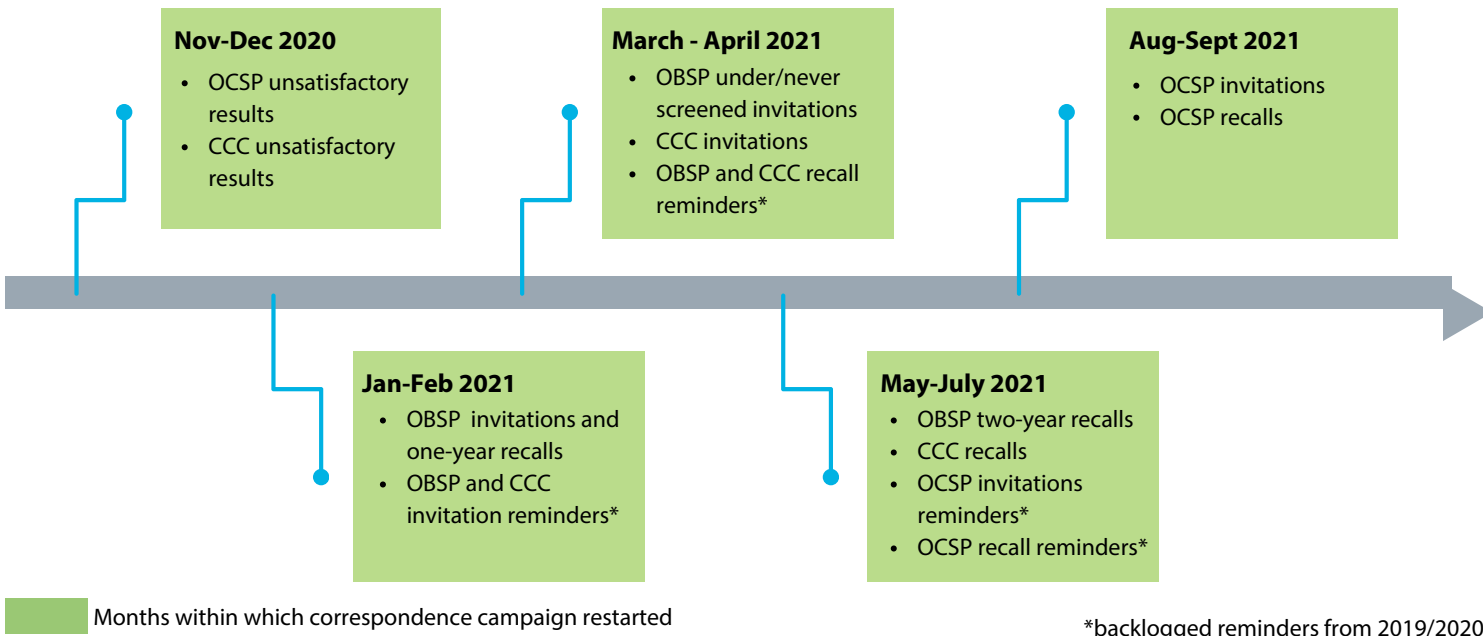 Nov-Dec 2020
• OCSP unsatisfactory
results
• CCC unsatisfactory
results
Jan-Feb 2021
• OBSP invitations and
one-year recalls
• OBSP and CCC
invitation reminders*
March - April 2021
• OBSP under/never
screened invitations
• CCC invitations
• OBSP and CCC recall
reminders*
May-July 2021
• OBSP two-year recalls
• CCC recalls
• OCSP invitations
reminders*
• OCSP recall reminders*
Aug-Sept 2021
• OCSP invitations
• OCSP recalls
Months within which correspondence campaign restarted
*backlogged reminders from 2019/2020